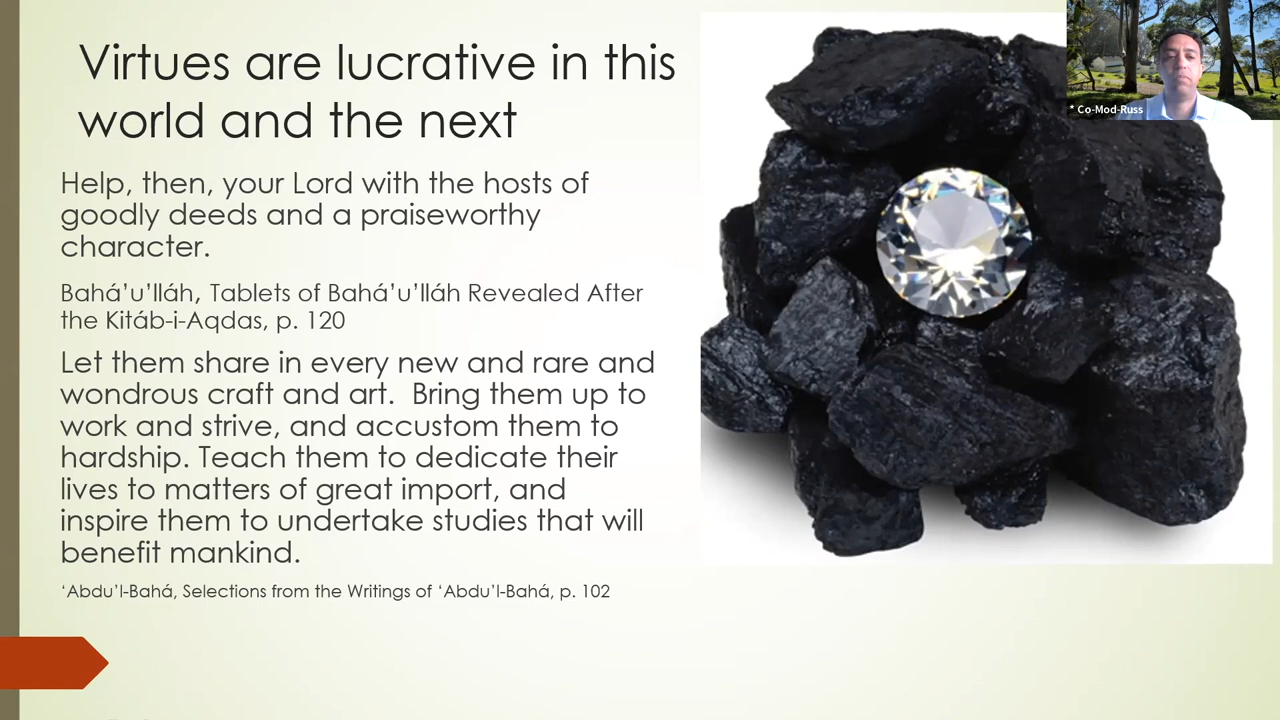 Virtues are lucrative in this
world and the next
Help, then, your Lord with the hosts of
goodly deeds and a praiseworthy
character.
Bahá’u’lláh, Tablets of Bahá’u’lláh Revealed After
the Kitáb-i-Aqdas, p. 120
Let them share in every new and rare and
wondrous craft and art.  Bring them up to
work and strive, and accustom them to
hardship. Teach them to dedicate their
lives to matters of great import, and
inspire them to undertake studies that will
benefit mankind.
‘Abdu’l-Bahá, Selections from the Writings of ‘Abdu’l-Bahá, p. 102
* Co-Mod-Russ